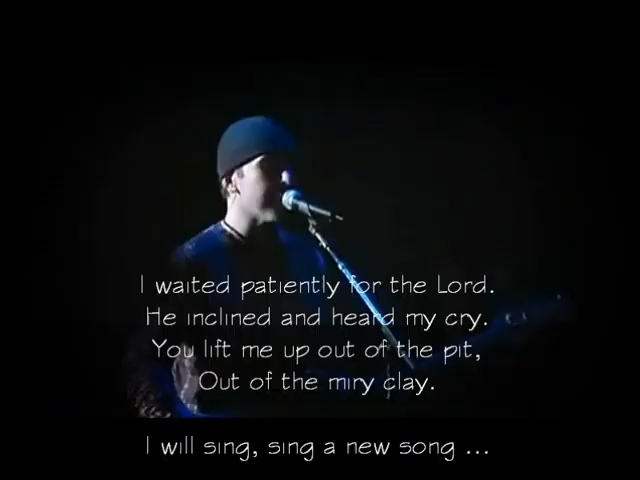 I waited patiently for the Lord.
He inclined and heard my cry.
You lift me up out of the pit,
Out of the miry clay.
I will sing, sing a new song ...